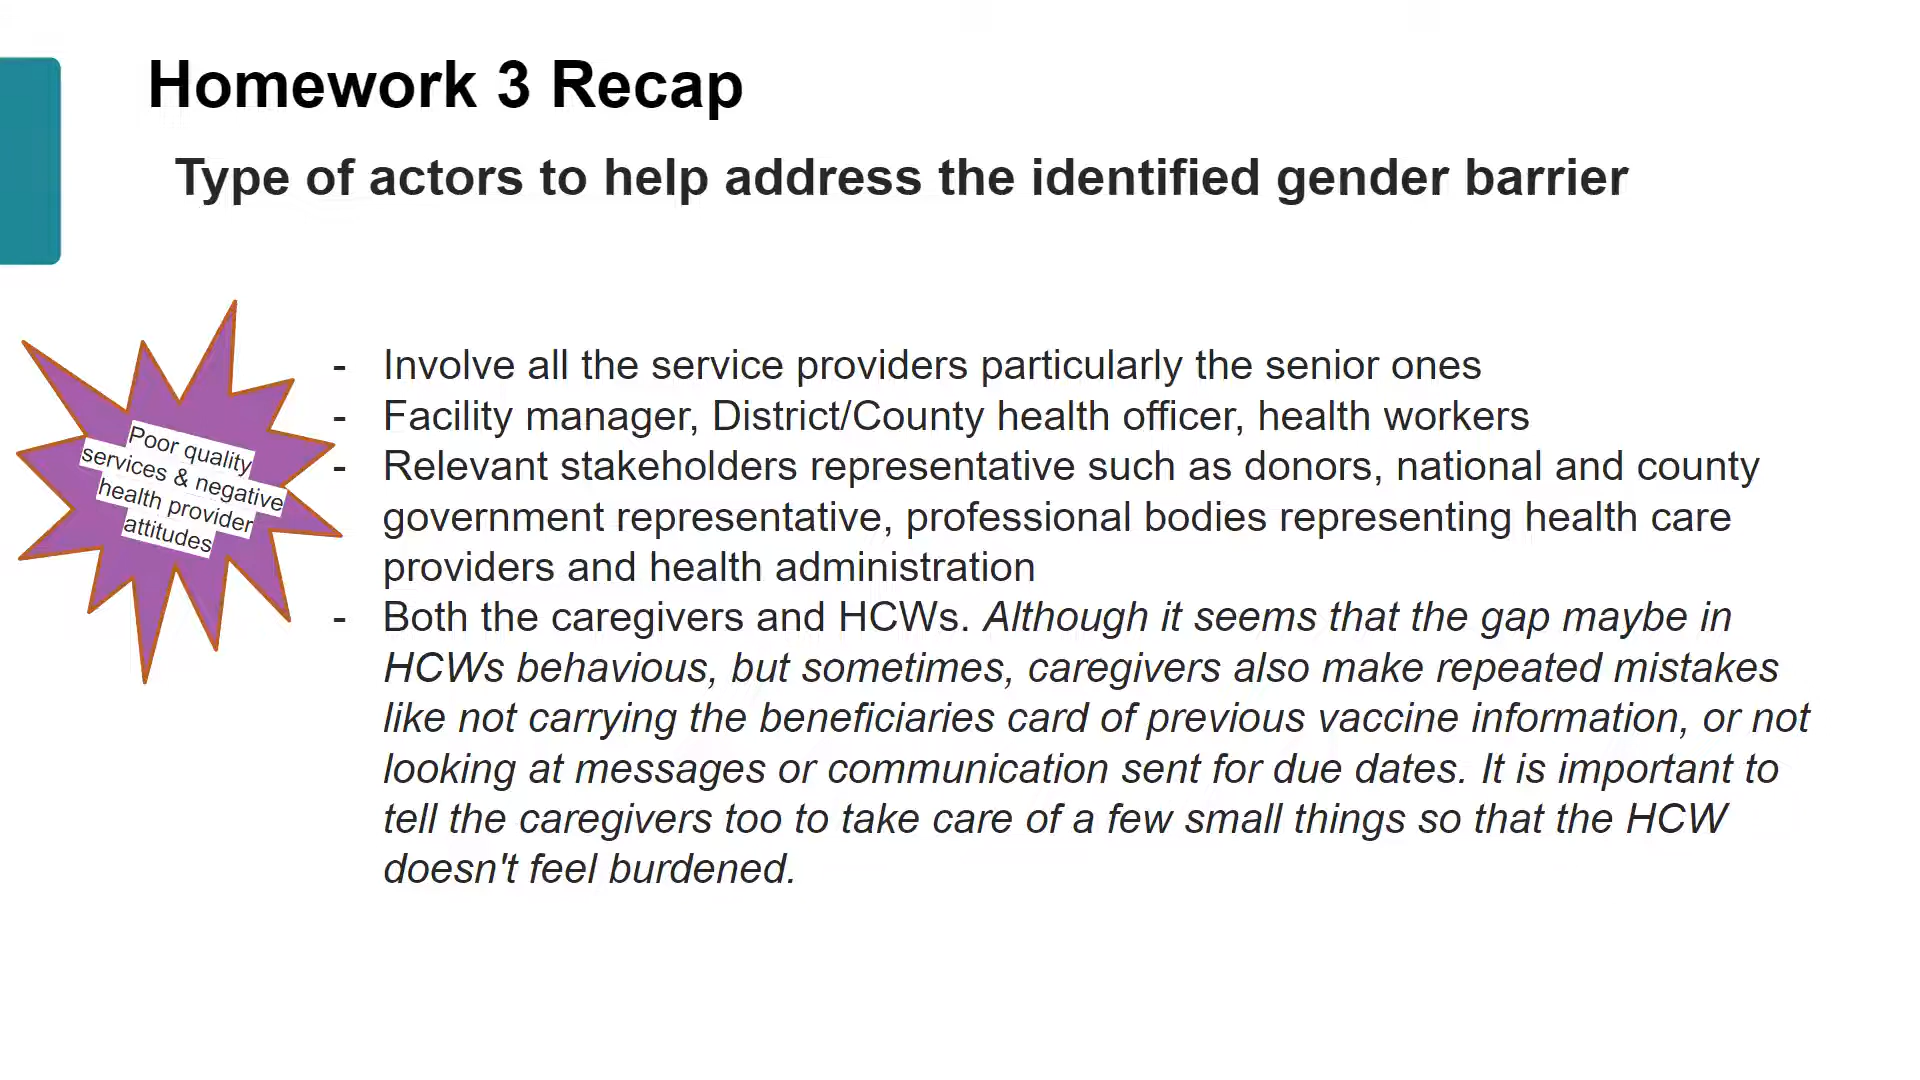 Homework 3 Recap
Type of actors to help address the identified gender barrier
Poor quality
services & negative
health provider
attitudes
- Involve all the service providers particularly the senior ones
- Facility manager, District/County health officer, health workers
- Relevant stakeholders representative such as donors, national and county
government representative, professional bodies representing health care
providers and health administration
- Both the caregivers and HCWs. Although it seems that the gap maybe in
HCWs behavious, but sometimes, caregivers also make repeated mistakes
like not carrying the beneficiaries card of previous vaccine information, or not
looking at messages or communication sent for due dates. It is important to
tell the caregivers too to take care of a few small things so that the HCW
doesn't feel burdened.